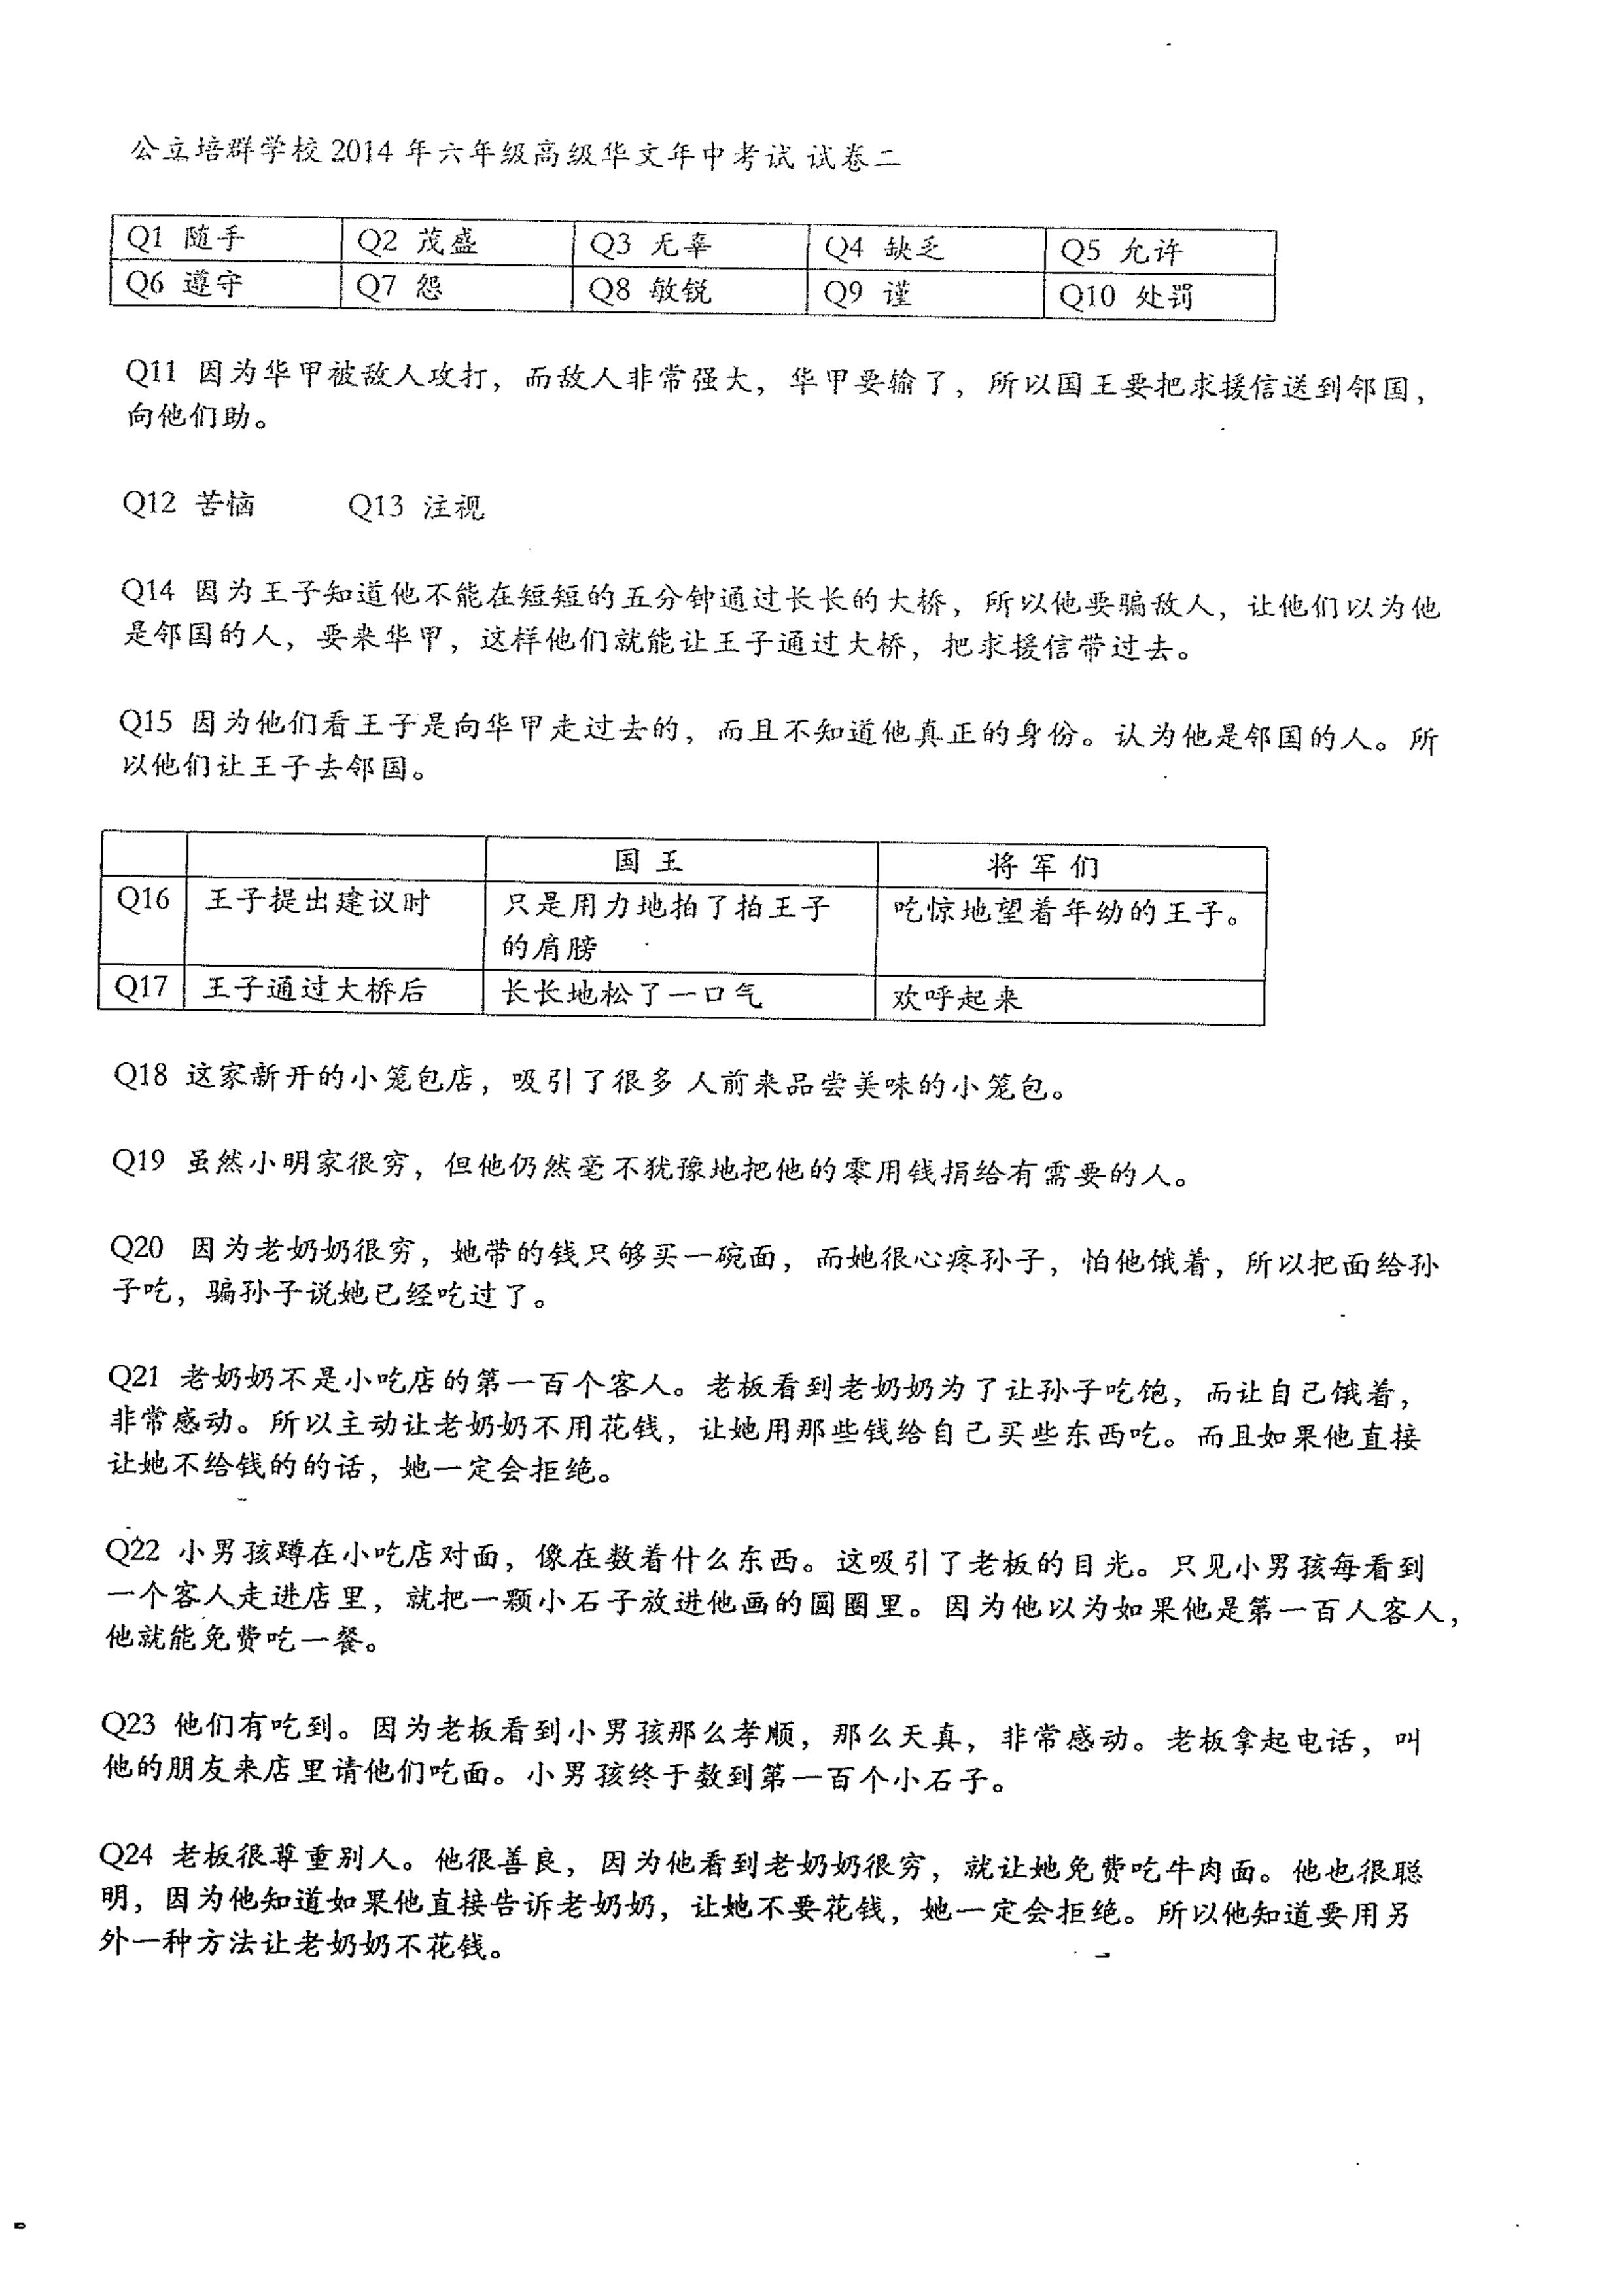 公立培群学校 2014 年六年级高级华文年中考试 试卷二
Q1 随手 Q2 茂盛 Q3 无辜 Q4 缺乏 Q5 允许
Q6 遵守 Q7 怨 Q8 敏锐 Q9 谨 Q10 处罚
Q11 因为华甲被敌人攻打，而敌人非常强大，华甲要输了，所以国王要把求援信送到邻国，
向他们助。
Q12 苦恼 Q13 注视
Q14 因为王子知道他不能在短短的五分钟通过长长的大桥，所以他要骗敌人，让他们以为他
是邻国的人，要来华甲，这样他们就能让王子通过大桥，把求援信带过去。
Q15 因为他们看王子是向华甲走过去的，而且不知道他真正的身份。认为他是邻国的人。所
以他们让王子去邻国。
国王 将军们
Q16 王子提出建议时 只是用力地拍了拍王子 吃惊地望着年幼的王子。
的肩膀
Q17 王子通过大桥后 长长地松了一口气 欢呼起来
Q18 这家新开的小笼包店，吸引了很多 人前来品尝美味的小笼包。
Q19 虽然小明家很穷，但他仍然毫不犹豫地把他的零用钱捐给有需要的人。
Q20 因为老奶奶很穷，她带的钱只够买一碗面，而她很心疼孙子，怕他饿着，所以把面给孙
子吃，骗孙子说她已经吃过了。
Q21 老奶奶不是小吃店的第一百个客人。老板看到老奶奶为了让孙子吃饱，而让自己饿着，
非常感动。所以主动让老奶奶不用花钱，让她用那些钱给自己买些东西吃。而且如果他直接
让她不给钱的的话，她一定会拒绝。
Q22 小男孩蹲在小吃店对面，像在数着什么东西。这吸引了老板的目光。只见小男孩每看到
一个客人走进店里，就把一颗小石子放进他画的圆圈里。因为他以为如果他是第一百人客人，
他就能免费吃一餐。
Q23 他们有吃到。因为老板看到小男孩那么孝顺，那么天真，非常感动。老板拿起电话，叫
他的朋友来店里请他们吃面。小男孩终于数到第一百个小石子。
Q24 老板很尊重别人。他很善良，因为他看到老奶奶很穷，就让她免费吃牛肉面。他也很聪
明，因为他知道如果他直接告诉老奶奶，让她不要花钱，她一定会拒绝。所以他知道要用另
外一种方法让老奶奶不花钱。